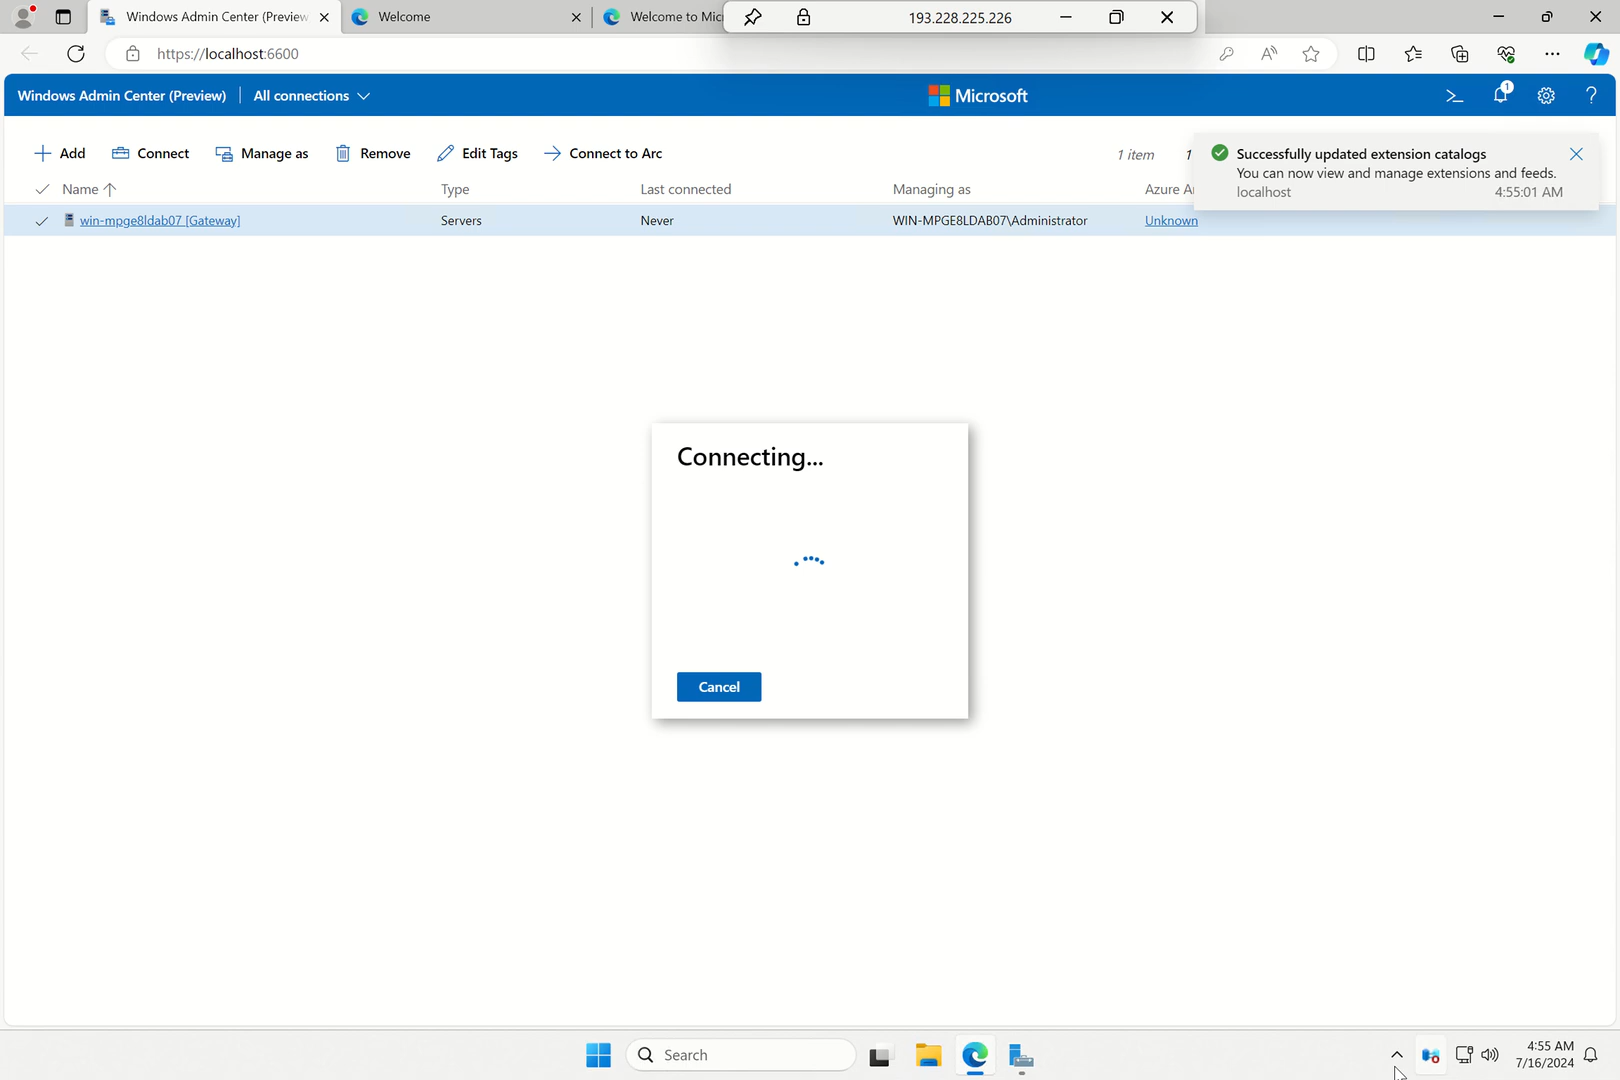 Windows Admin Center (Preview
Welcome
Welcome to Mic
193.228.225.226
https://localhost:6600
Windows Admin Center (Preview)
All connections
Microsoft
1
Add
Connect
Manage as
Remove
Edit Tags
Connect to Arc
1 item
1
Successfully updated extension catalogs
You can now view and manage extensions and feeds.
localhost
4:55:01 AM
Name
Type
Last connected
Managing as
Azure Ar
win-mpge8ldab07 [Gateway]
Servers
Never
WIN-MPGE8LDAB07\Administrator
Unknown
Connecting...
Cancel
Search
4:55 AM
7/16/2024